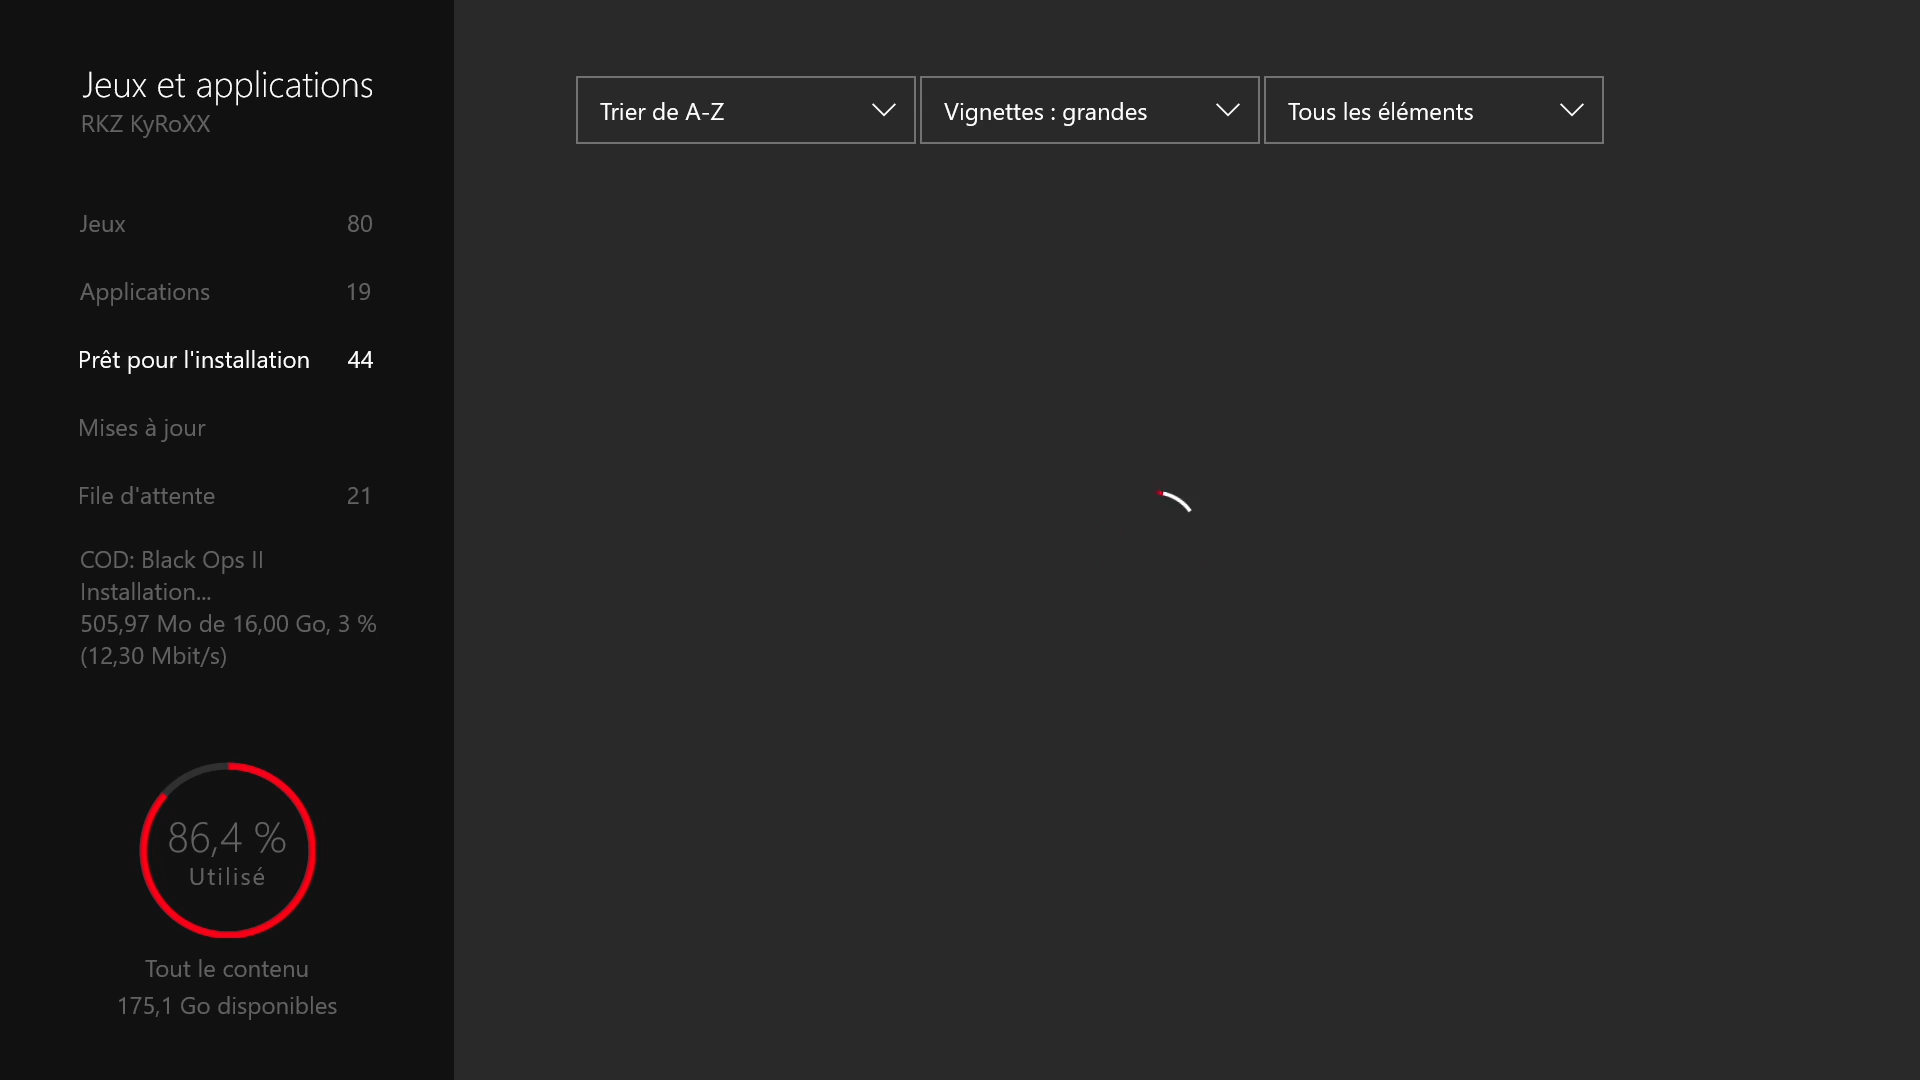 Jeux et applications
RKZ KyRoXX
Jeux 80
Applications 19
Prêt pour l'installation 44
Mises à jour
File d'attente 21
COD: Black Ops II
Installation...
505,97 Mo de 16,00 Go, 3 %
(12,30 Mbit/s)
86,4 %
Utilisé
Tout le contenu
175,1 Go disponibles
Trier de A-Z
Vignettes : grandes
Tous les éléments